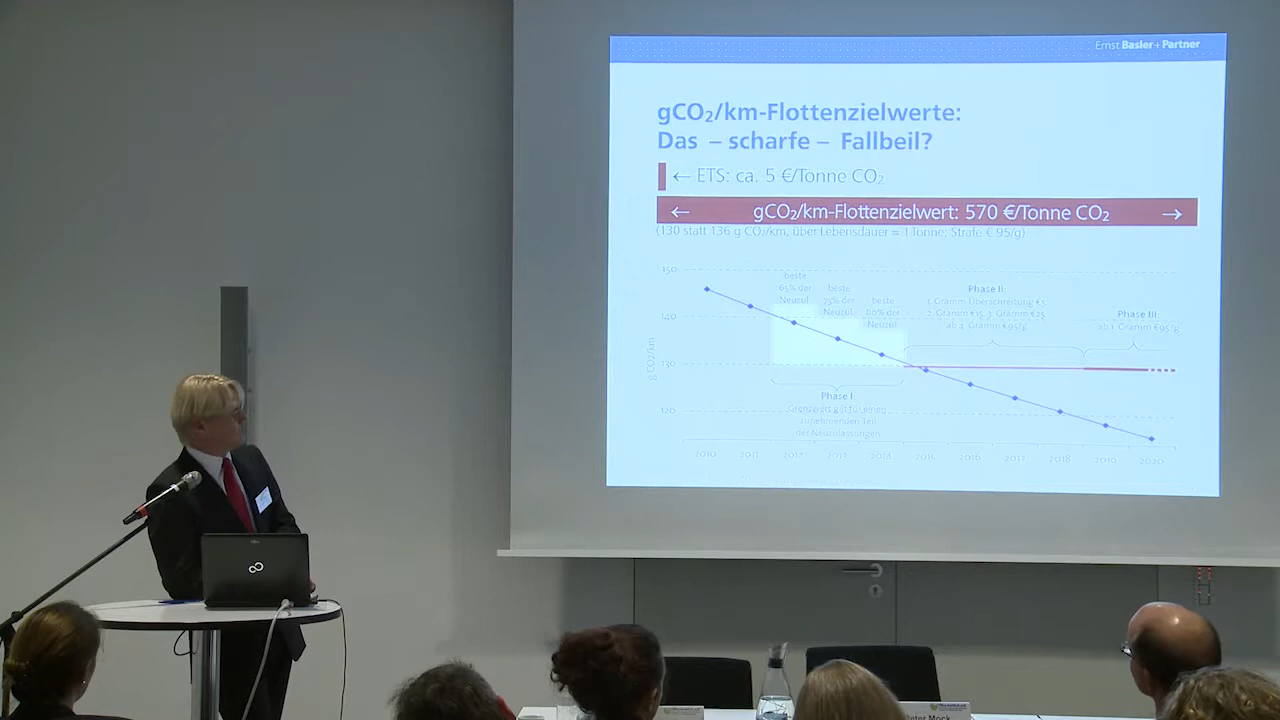 Ernst Basler + Partner
gCO₂/km-Flottenzielwerte:
Das – scharfe – Fallbeil?
← ETS: ca. 5 €/Tonne CO₂
← gCO₂/km-Flottenzielwert: 570 €/Tonne CO₂ →
(130 statt 136 g CO₂/km, über Lebensdauer = 1 Tonne; Strafe € 95/g)
150
140
130
120
g CO₂/km
beste
65% der
Neuzul.
beste
75% der
Neuzul.
beste
80% der
Neuzul.
Phase II:
1. Gramm Überschreitung €5
2. Gramm €15, 3. Gramm €25
ab 4. Gramm €95/g
Phase III:
ab 1. Gramm €95/g
Phase I:
Grenzwert gilt für einen
zunehmenden Teil
der Neuzulassungen
2010 2011 2012 2013 2014 2015 2016 2017 2018 2019 2020
Peter Mock